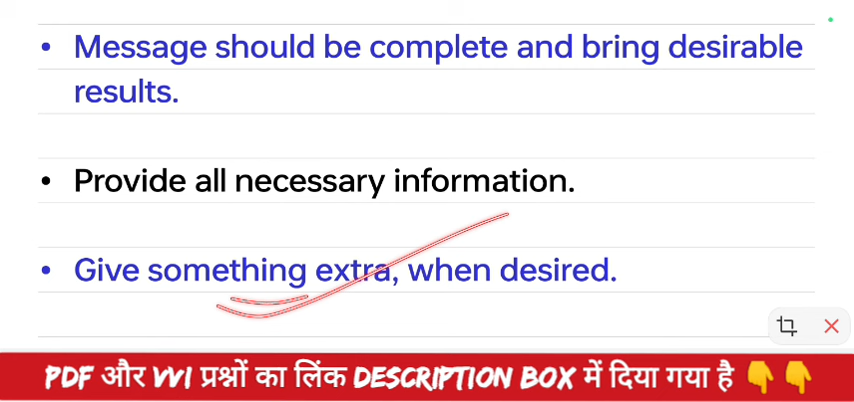 • Message should be complete and bring desirable
results.
• Provide all necessary information.
• Give something extra, when desired.
PDF और VVI प्रश्नों का लिंक DESCRIPTION BOX में दिया गया है 👇👇